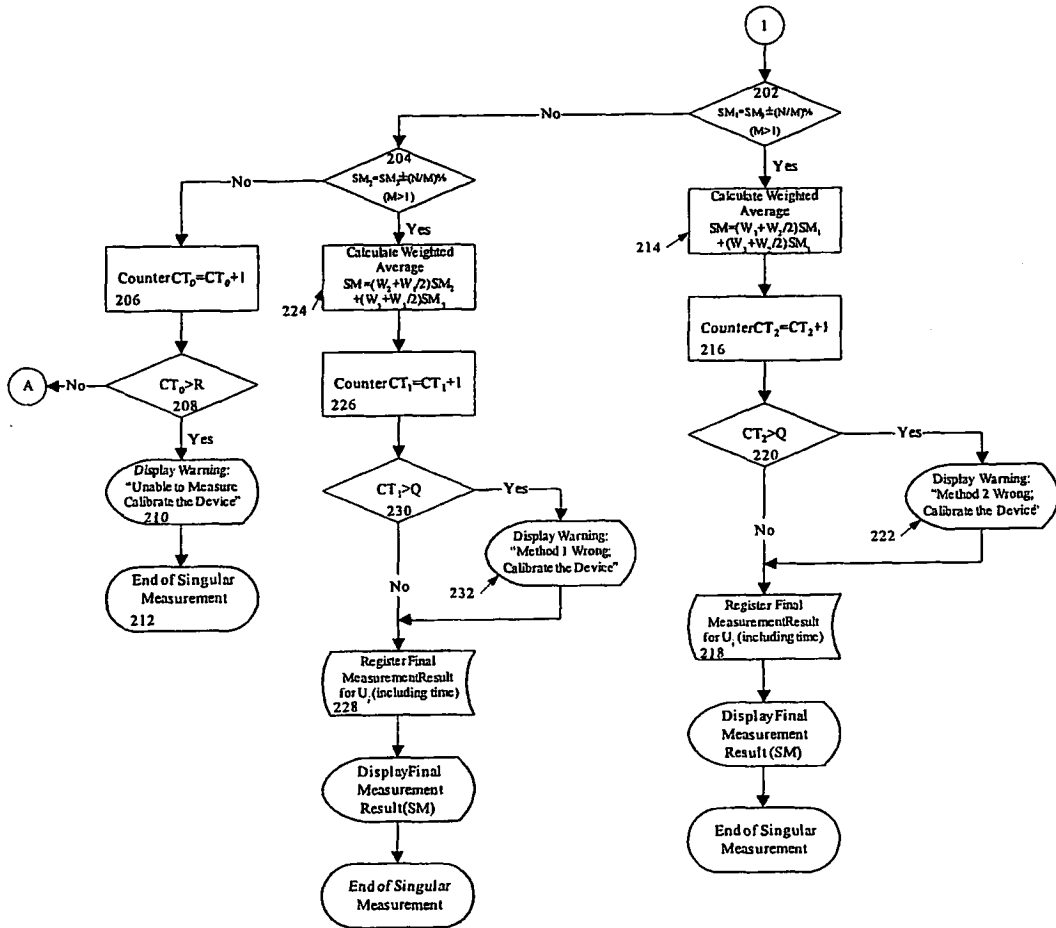 1
202
SM₁=SM₃±(N/M)%
(M>1)
No
Yes
204
SM₂=SM₃±(N/M)%
(M>1)
No
Yes
Calculate Weighted
Average
SM=(W₁+W₂/2)SM₁
+(W₃+W₂/2)SM₃
214
Counter CT₀=CT₀+1
206
Calculate Weighted
Average
SM=(W₂+W₁/2)SM₂
+(W₃+W₁/2)SM₃
224
Counter CT₂=CT₂+1
216
A
No
CT₀>R
208
Yes
Counter CT₁=CT₁+1
226
CT₂>Q
220
Yes
No
Display Warning:
"Unable to Measure
Calibrate the Device"
210
CT₁>Q
230
Yes
No
Display Warning:
"Method 2 Wrong;
Calibrate the Device"
222
End of Singular
Measurement
212
Display Warning:
"Method 1 Wrong;
Calibrate the Device"
232
Register Final
Measurement Result
for Uᵢ (including time)
218
Register Final
Measurement Result
for Uᵢ (including time)
228
Display Final
Measurement
Result (SM)
Display Final
Measurement
Result (SM)
End of Singular
Measurement
End of Singular
Measurement